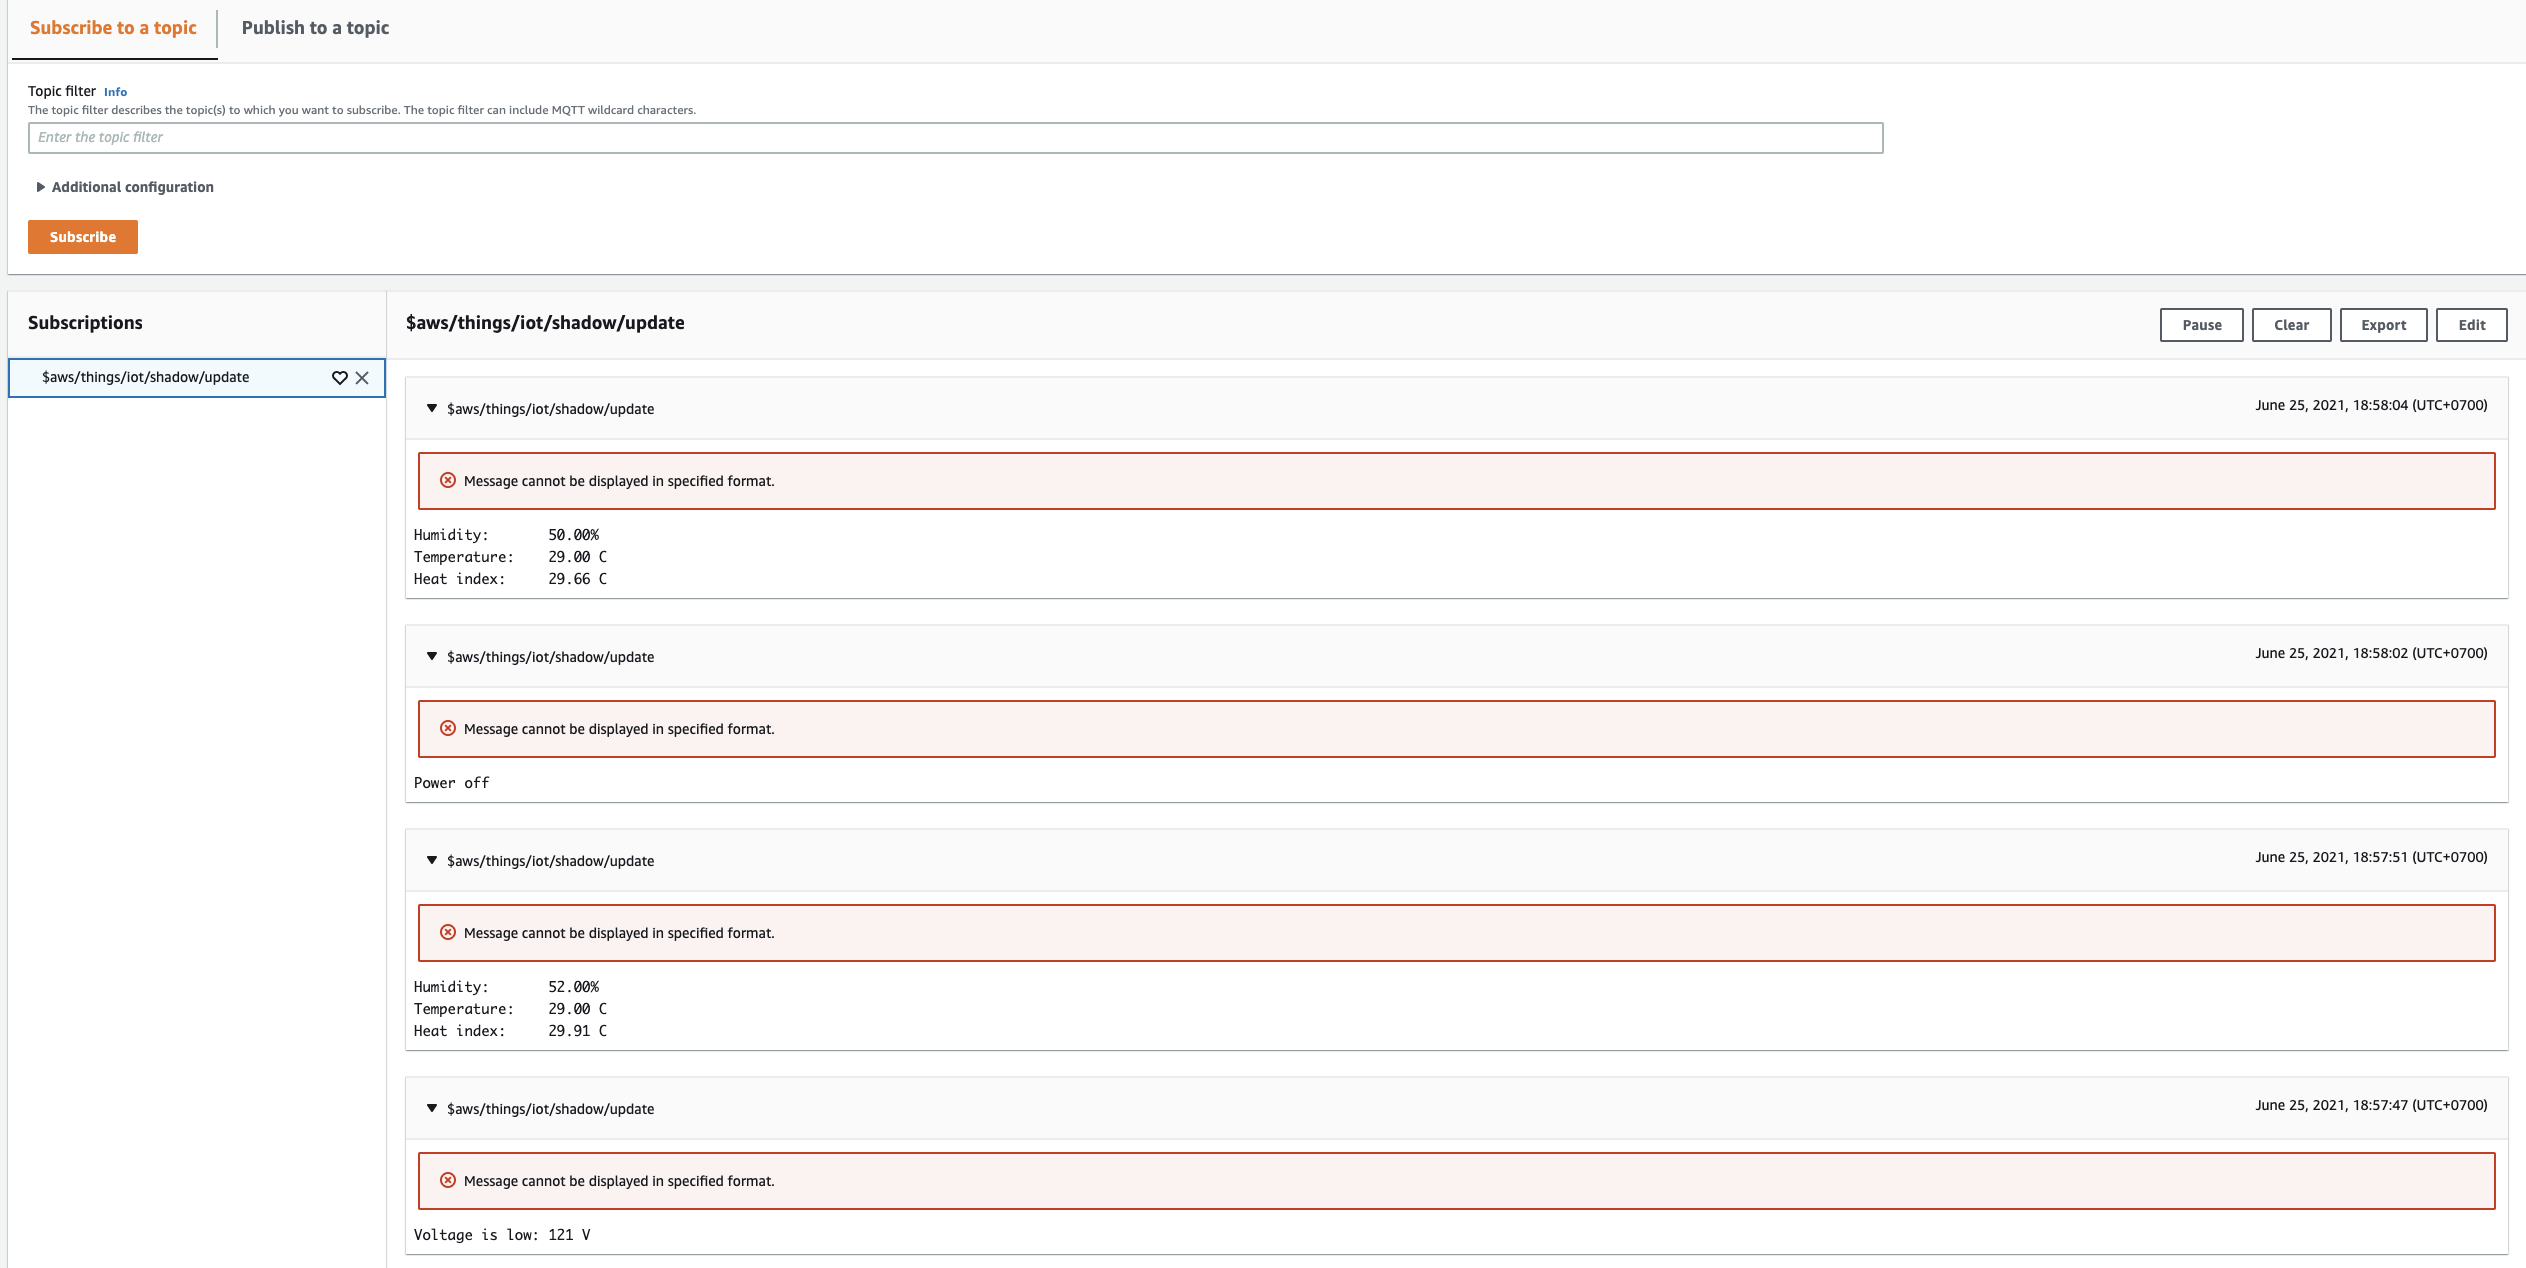 Subscribe to a topic
Publish to a topic
Topic filter Info
The topic filter describes the topic(s) to which you want to subscribe. The topic filter can include MQTT wildcard characters.
Enter the topic filter
Additional configuration
Subscribe
Subscriptions
$aws/things/iot/shadow/update
$aws/things/iot/shadow/update
Pause
Clear
Export
Edit
$aws/things/iot/shadow/update
June 25, 2021, 18:58:04 (UTC+0700)
Message cannot be displayed in specified format.
Humidity: 50.00%
Temperature: 29.00 C
Heat index: 29.66 C
$aws/things/iot/shadow/update
June 25, 2021, 18:58:02 (UTC+0700)
Message cannot be displayed in specified format.
Power off
$aws/things/iot/shadow/update
June 25, 2021, 18:57:51 (UTC+0700)
Message cannot be displayed in specified format.
Humidity: 52.00%
Temperature: 29.00 C
Heat index: 29.91 C
$aws/things/iot/shadow/update
June 25, 2021, 18:57:47 (UTC+0700)
Message cannot be displayed in specified format.
Voltage is low: 121 V